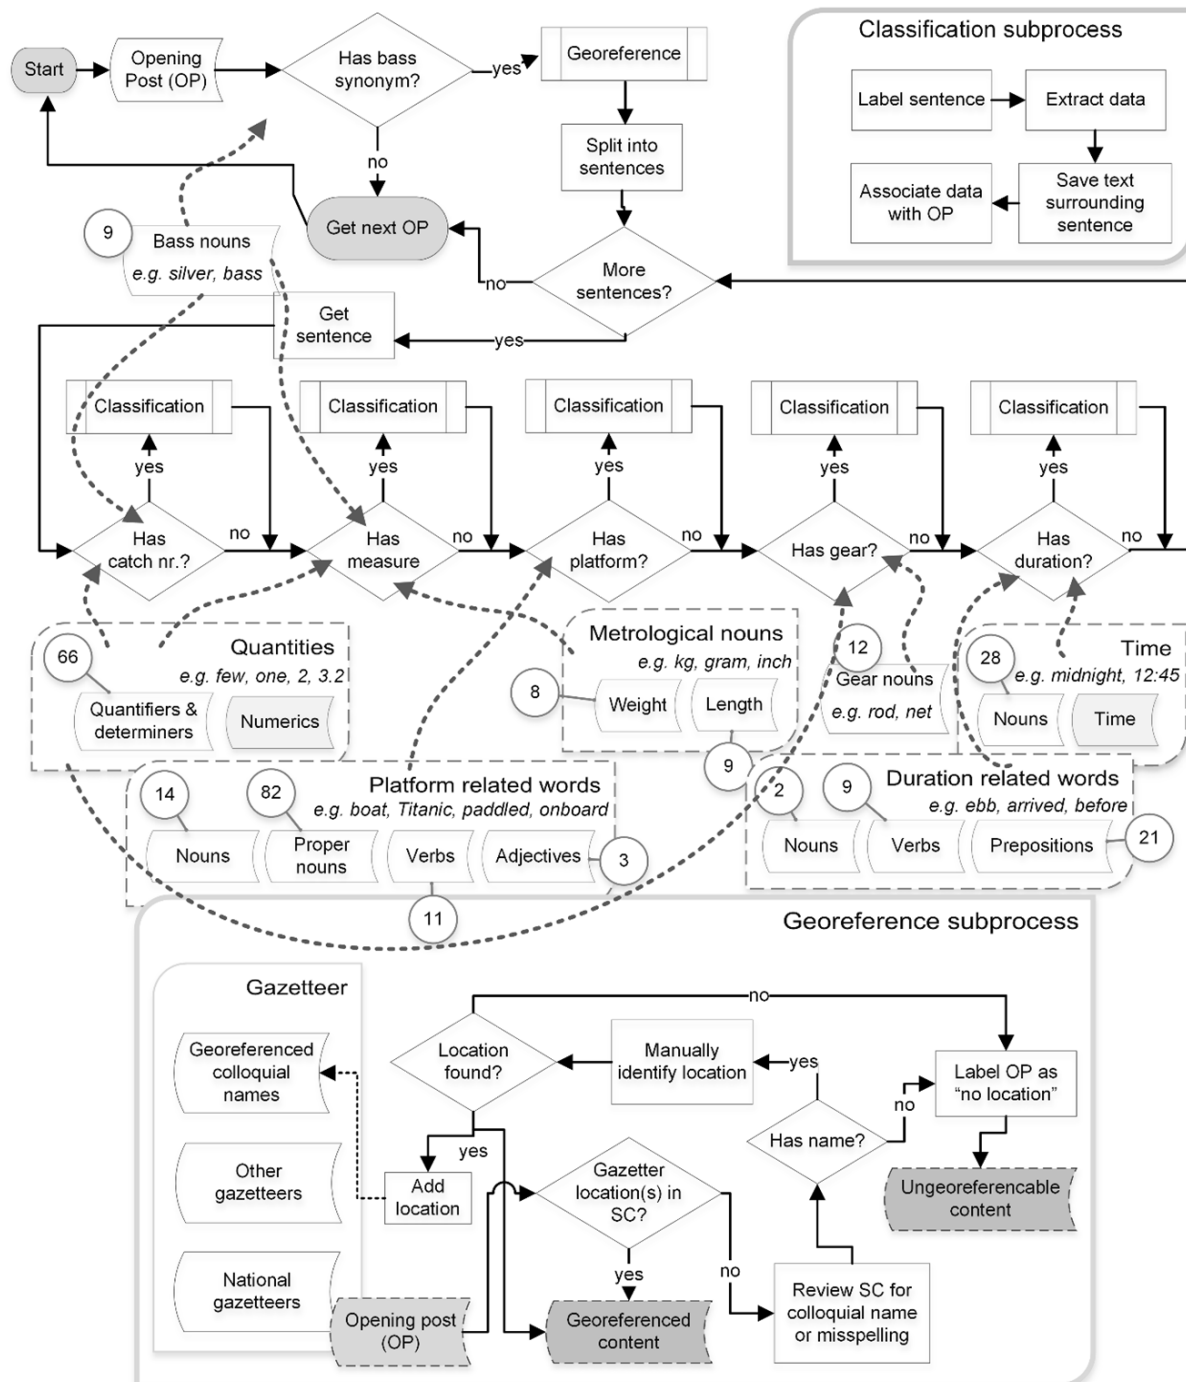 Start
Opening
Post (OP)
Has bass
synonym?
yes
Georeference
no
Split into
sentences
Get next OP
no
More
sentences?
yes
Get
sentence
Classification subprocess
Label sentence
Extract data
Associate data
with OP
Save text
surrounding
sentence
9
Bass nouns
e.g. silver, bass
Classification
Classification
Classification
Classification
Classification
yes
yes
yes
yes
yes
Has
catch nr.?
no
Has
measure
no
Has
platform?
no
Has gear?
no
Has
duration?
no
66
Quantities
e.g. few, one, 2, 3.2
Quantifiers &
determiners
Numerics
Metrological nouns
e.g. kg, gram, inch
8
Weight
Length
9
12
Gear nouns
e.g. rod, net
28
Time
e.g. midnight, 12:45
Nouns
Time
14
82
Platform related words
e.g. boat, Titanic, paddled, onboard
Nouns
Proper
nouns
Verbs
Adjectives
3
11
2
9
Duration related words
e.g. ebb, arrived, before
Nouns
Verbs
Prepositions
21
Georeference subprocess
Gazetteer
Georeferenced
colloquial
names
Other
gazetteers
National
gazetteers
Opening post
(OP)
Location
found?
no
yes
Add
location
Manually
identify location
yes
Has name?
no
Label OP as
“no location”
Ungeoreferencable
content
Gazetter
location(s) in
SC?
yes
no
Georeferenced
content
Review SC for
colloquial name
or misspelling